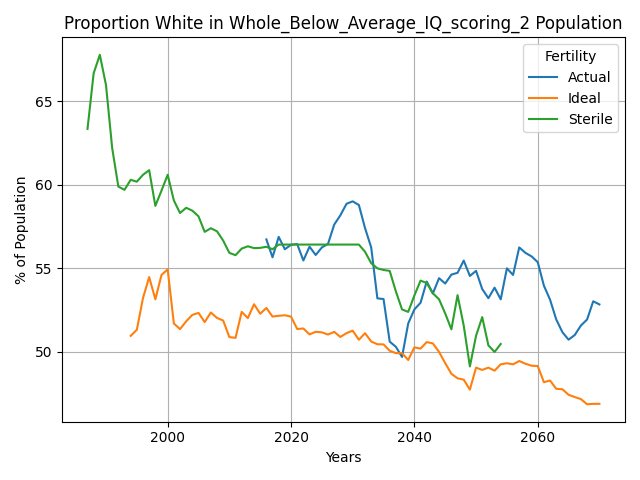 Proportion White in Whole_Below_Average_IQ_scoring_2 Population
Fertility
Actual
Ideal
Sterile
% of Population
65
60
55
50
2000
2020
2040
2060
Years